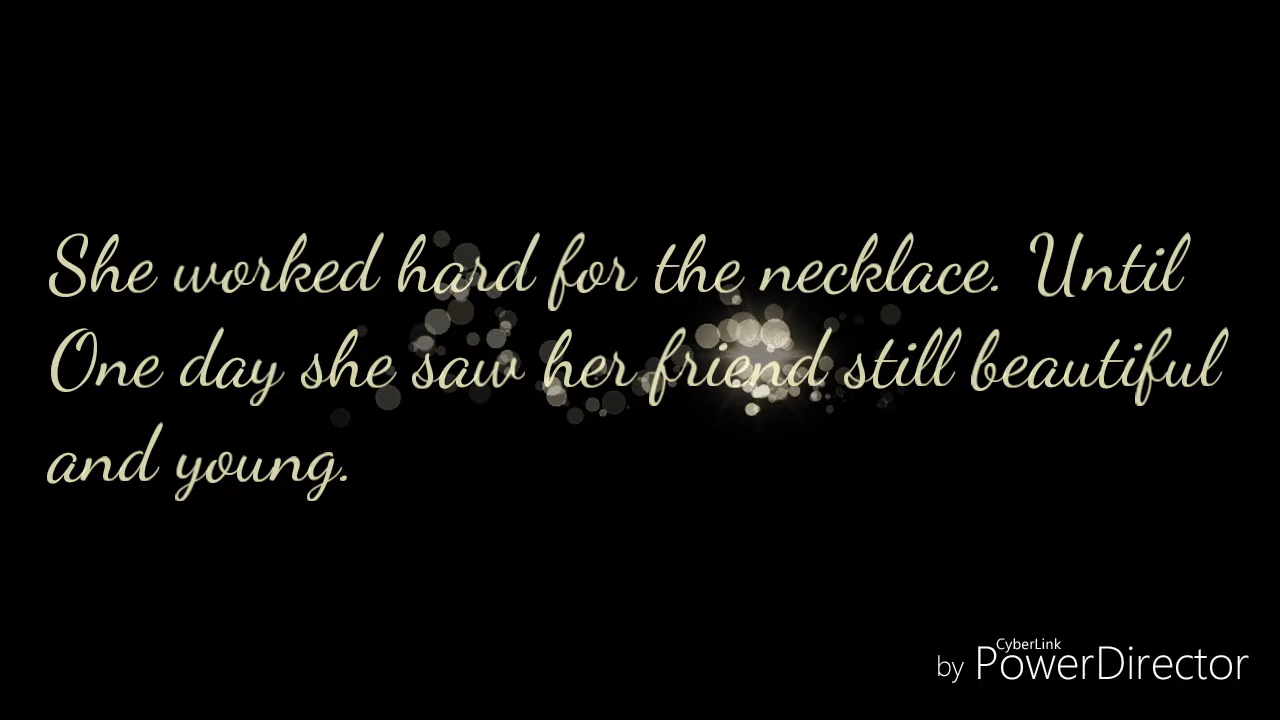 She worked hard for the necklace. Until
One day she saw her friend still beautiful
and young.
CyberLink
by PowerDirector